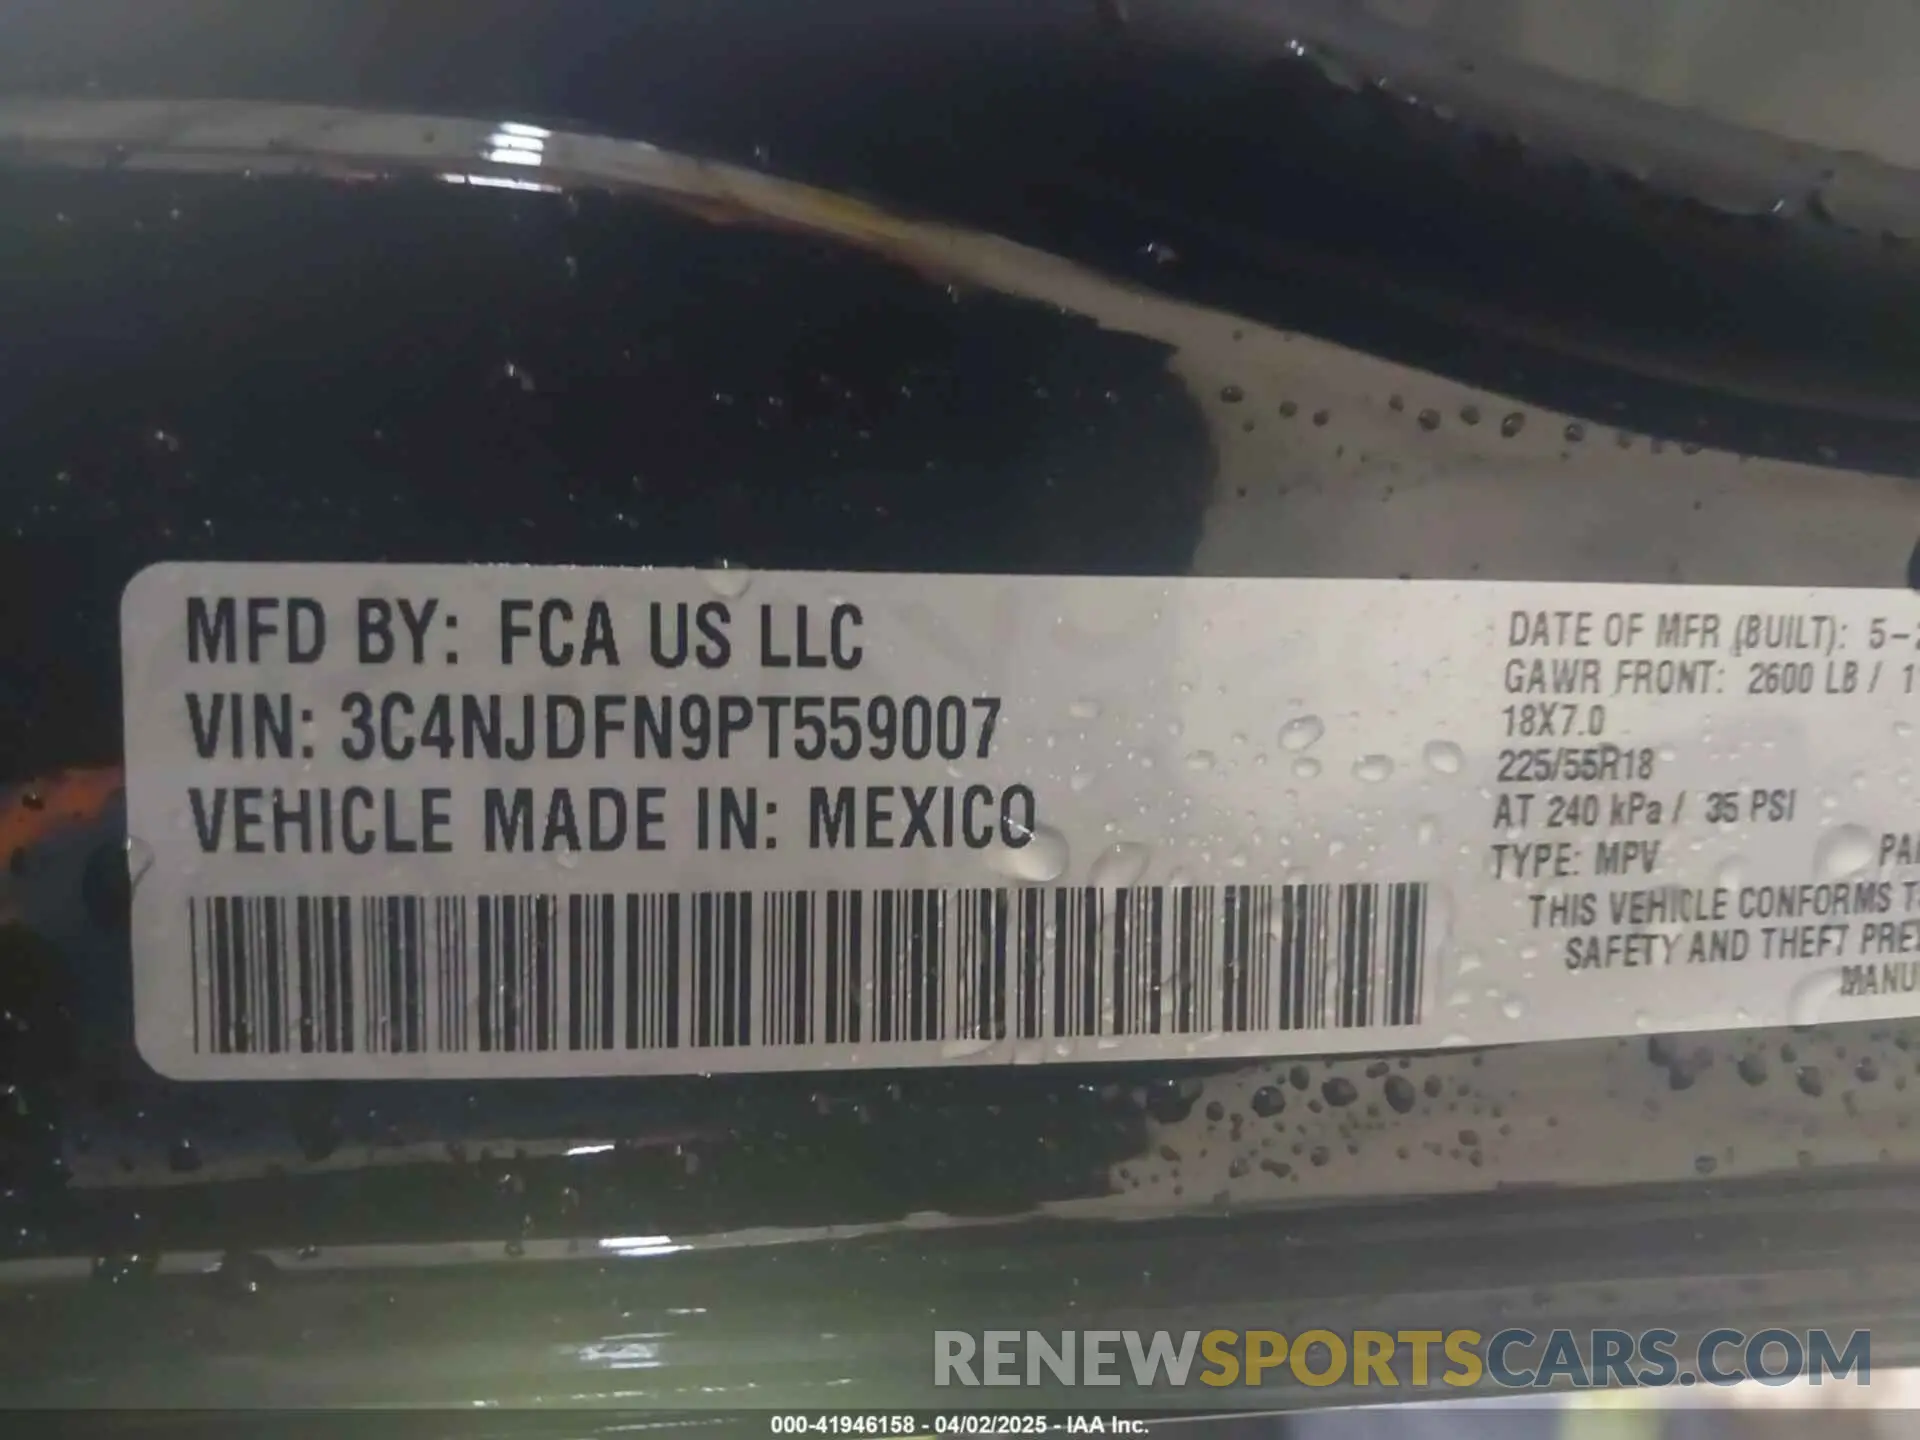 MFD BY: FCA US LLC
VIN: 3C4NJDFN9PT559007
VEHICLE MADE IN: MEXICO
DATE OF MFR (BUILT): 5-
GAWR FRONT: 2600 LB / 1
18X7.0
225/55R18
AT 240 kPa / 35 PSI
TYPE: MPV
THIS VEHICLE CONFORMS
SAFETY AND THEFT
RENEWSPORTSCARS.COM
000-41946158 - 04/02/2025 - IAA Inc.